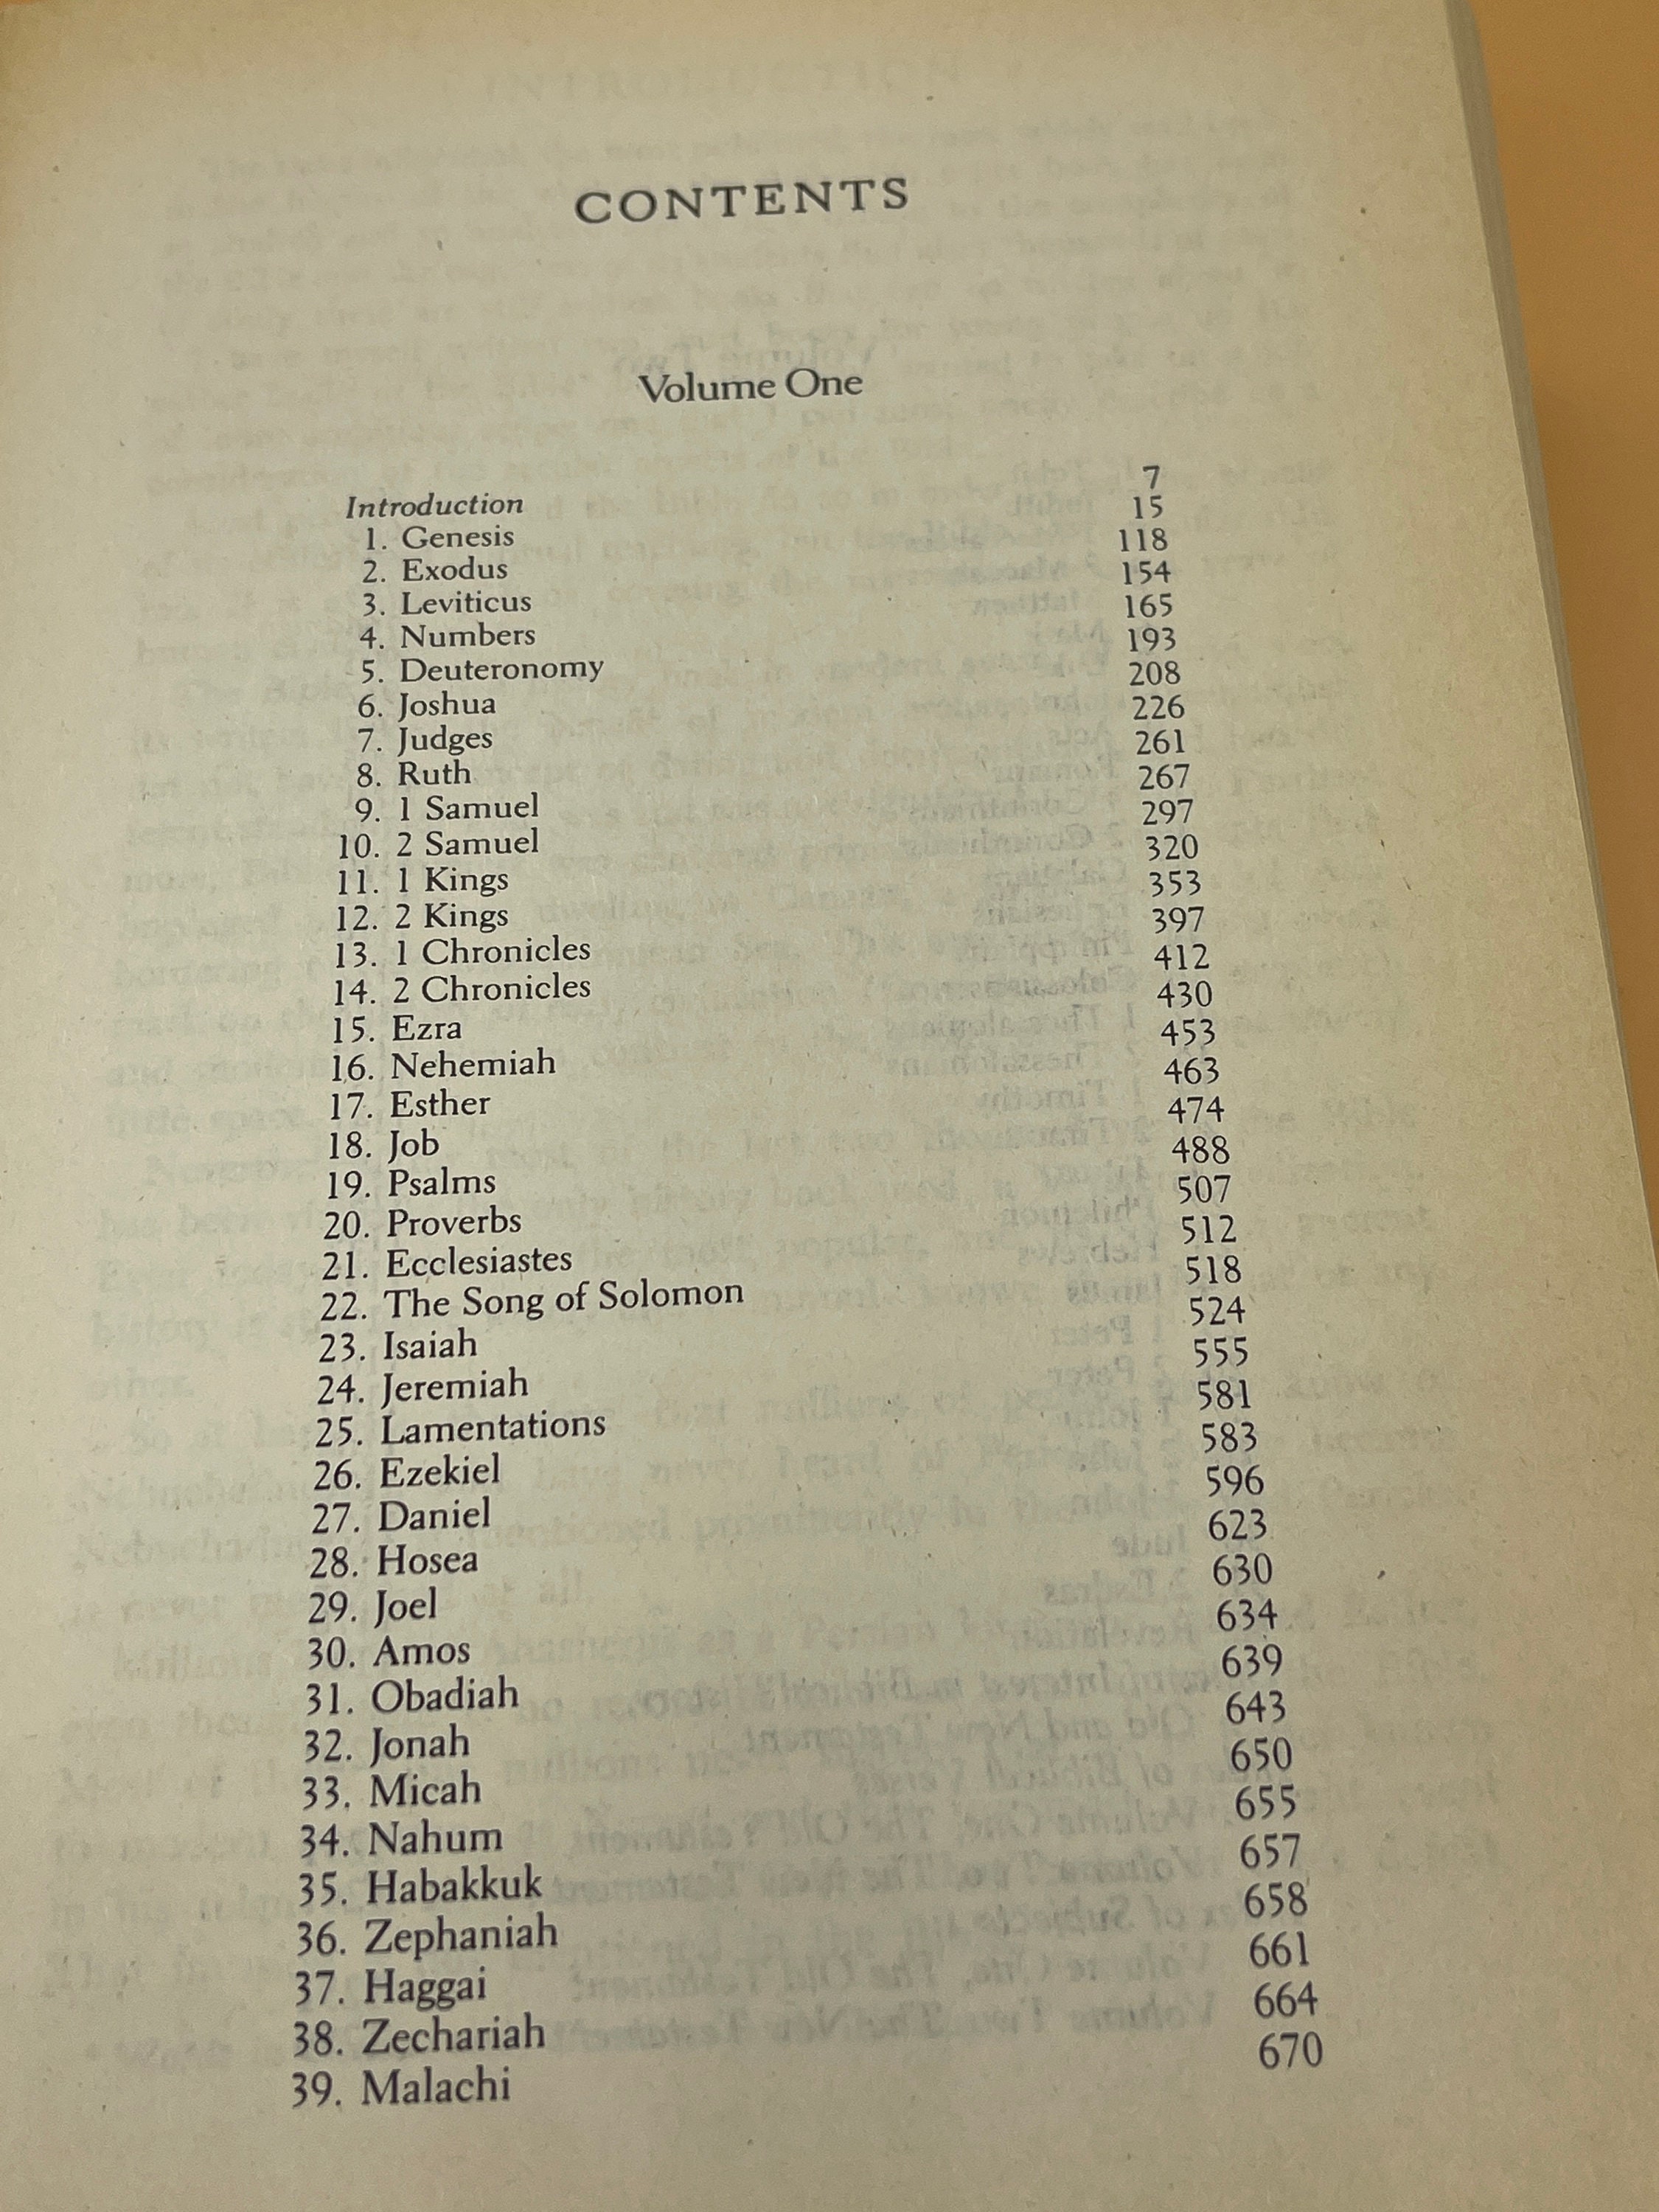 CONTENTS
Volume One
Introduction 7
1. Genesis 15
2. Exodus 118
3. Leviticus 154
4. Numbers 165
5. Deuteronomy 193
6. Joshua 208
7. Judges 226
8. Ruth 261
9. 1 Samuel 267
10. 2 Samuel 297
11. 1 Kings 320
12. 2 Kings 353
13. 1 Chronicles 397
14. 2 Chronicles 412
15. Ezra 430
16. Nehemiah 453
17. Esther 463
18. Job 474
19. Psalms 488
20. Proverbs 507
21. Ecclesiastes 512
22. The Song of Solomon 518
23. Isaiah 524
24. Jeremiah 555
25. Lamentations 581
26. Ezekiel 583
27. Daniel 596
28. Hosea 623
29. Joel 630
30. Amos 634
31. Obadiah 639
32. Jonah 643
33. Micah 650
34. Nahum 655
35. Habakkuk 657
36. Zephaniah 658
37. Haggai 661
38. Zechariah 664
39. Malachi 670